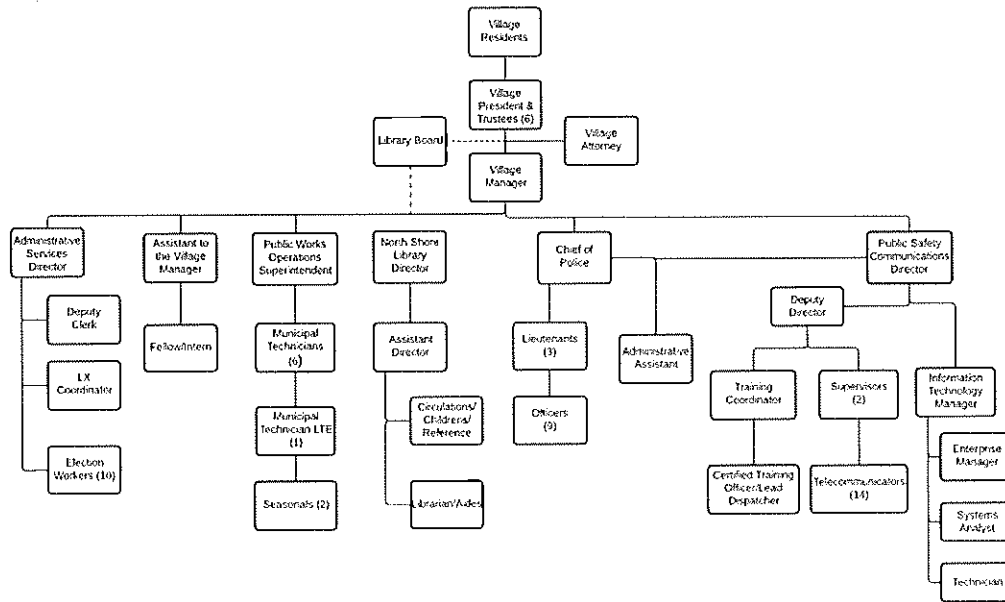 Village
Residents
Village
President &
Trustees (6)
Library Board
Village
Attorney
Village
Manager
Administrative
Services
Director
Assistant to
the Village
Manager
Public Works
Operations
Superintendent
North Shore
Library
Director
Chief of
Police
Public Safety
Communications
Director
Deputy
Clerk
Fellow/Intern
Municipal
Technicians
(6)
Assistant
Director
Lieutenants
(3)
Administrative
Assistant
Deputy
Director
LX
Coordinator
Training
Coordinator
Supervisors
(2)
Information
Technology
Manager
Municipal
Technician LTE
(1)
Circulations/
Childrens/
Reference
Officers
(9)
Election
Workers (10)
Seasonals (2)
Librarian/Aides
Certified Training
Officer/Lead
Dispatcher
Telecommunicators
(14)
Enterprise
Manager
Systems
Analyst
Technician